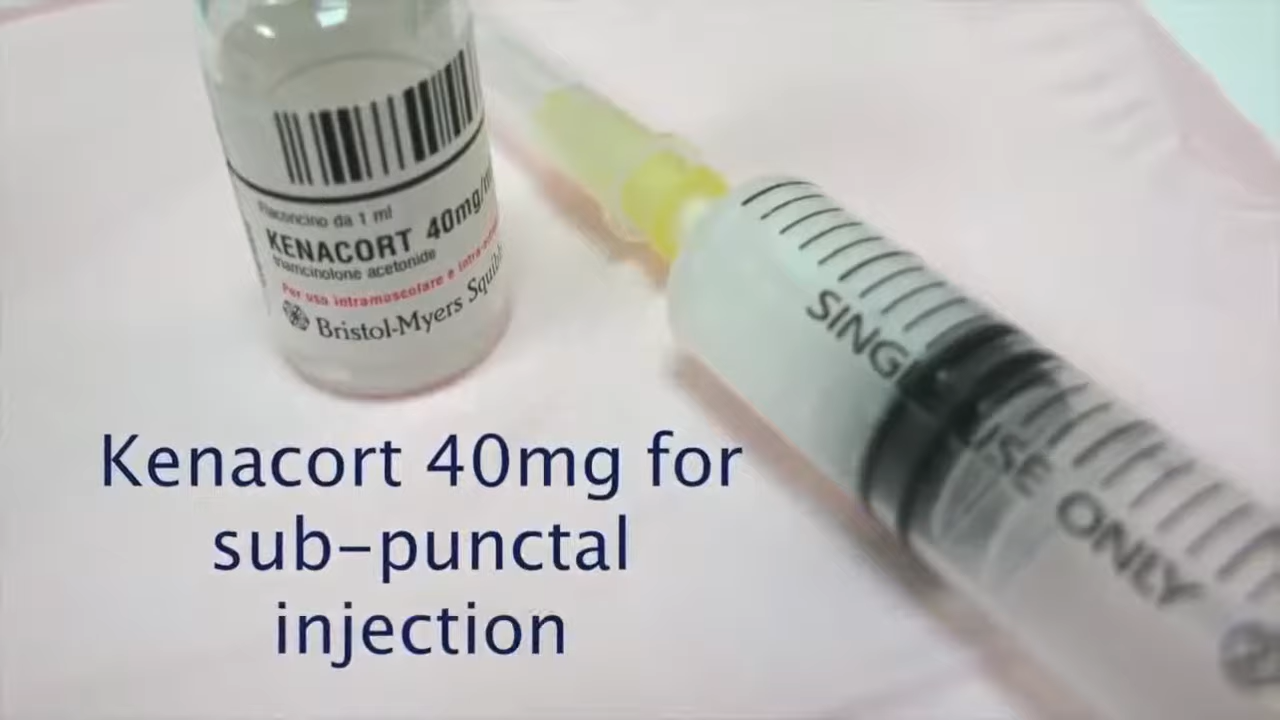 Flaconcino da 1 ml
KENACORT 40mg/m
triamcinolone acetonide
Per uso intramuscolare e intra-
Bristol-Myers Squibb
SINGLE USE ONLY
Kenacort 40mg for
sub-punctal
injection